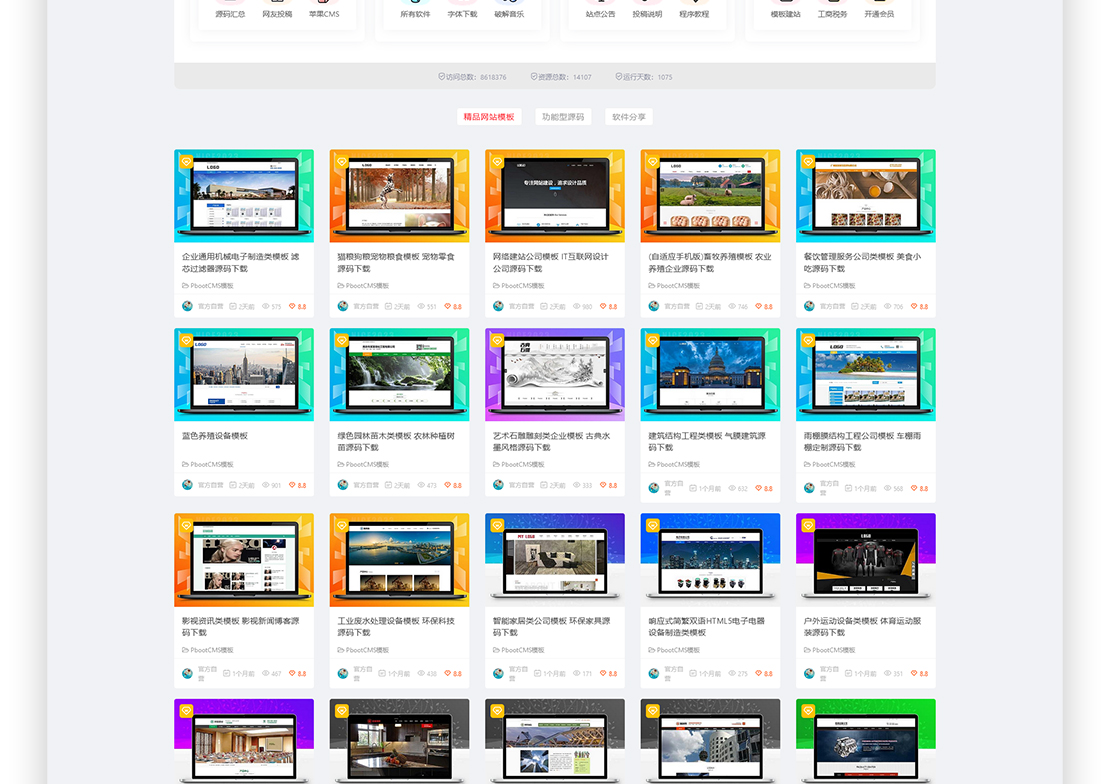 源码汇总 网友投稿 苹果CMS 所有软件 字体下载 破解音乐 站点公告 投稿说明 程序教程 模板建站 工商税务 开通会员
访问总数：8618376 资源总数：14107 运行天数：1075
精品网站模板 功能型源码 软件分享
企业通用机械电子制造类模板 滤
芯过滤器源码下载
PbootCMS模板
官方自营 2天前 575 8.8
猫粮狗粮宠物粮食模板 宠物零食
源码下载
PbootCMS模板
官方自营 2天前 551 8.8
网络建站公司模板 IT互联网设计
公司源码下载
PbootCMS模板
官方自营 2天前 980 8.8
(自适应手机版)畜牧养殖模板 农业
养殖企业源码下载
PbootCMS模板
官方自营 2天前 746 8.8
餐饮管理服务公司类模板 美食小
吃源码下载
PbootCMS模板
官方自营 2天前 706 8.8
蓝色养殖设备模板
PbootCMS模板
官方自营 2天前 901 8.8
绿色园林苗木类模板 农林种植树
苗源码下载
PbootCMS模板
官方自营 2天前 473 8.8
古典
石雕
艺术石雕雕刻类企业模板 古典水
墨风格源码下载
PbootCMS模板
官方自营 2天前 333 8.8
建筑结构工程类模板 气膜建筑源
码下载
PbootCMS模板
官方自
营 1个月前 632 8.8
雨棚膜结构工程公司模板 车棚雨
棚定制源码下载
PbootCMS模板
官方自
营 1个月前 568 8.8
影视资讯类模板 影视新闻博客源
码下载
PbootCMS模板
官方自
营 1个月前 467 8.8
工业废水处理设备模板 环保科技
源码下载
PbootCMS模板
官方自
营 1个月前 438 8.8
MY LOGO
智能家居类公司模板 环保家具源
码下载
PbootCMS模板
官方自
营 1个月前 171 8.8
响应式简繁双语HTML5电子电器
设备制造类模板
PbootCMS模板
官方自
营 1个月前 275 8.8
户外运动设备类模板 体育运动服
装源码下载
PbootCMS模板
官方自
营 1个月前 351 8.8